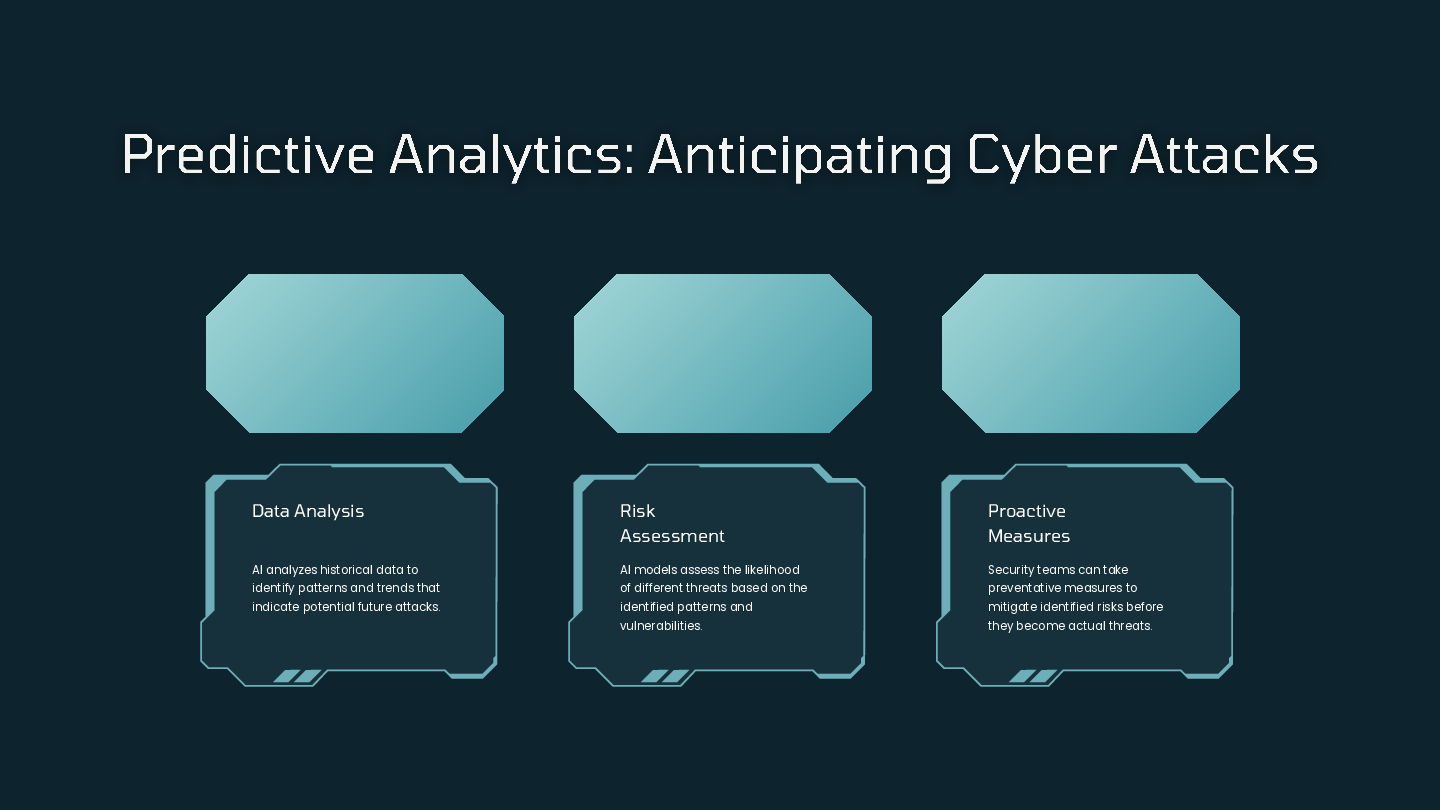 Predictive Analytics: Anticipating Cyber Attacks
Data Analysis
AI analyzes historical data to
identify patterns and trends that
indicate potential future attacks.
Risk
Assessment
AI models assess the likelihood
of different threats based on the
identified patterns and
vulnerabilities.
Proactive
Measures
Security teams can take
preventative measures to
mitigate identified risks before
they become actual threats.